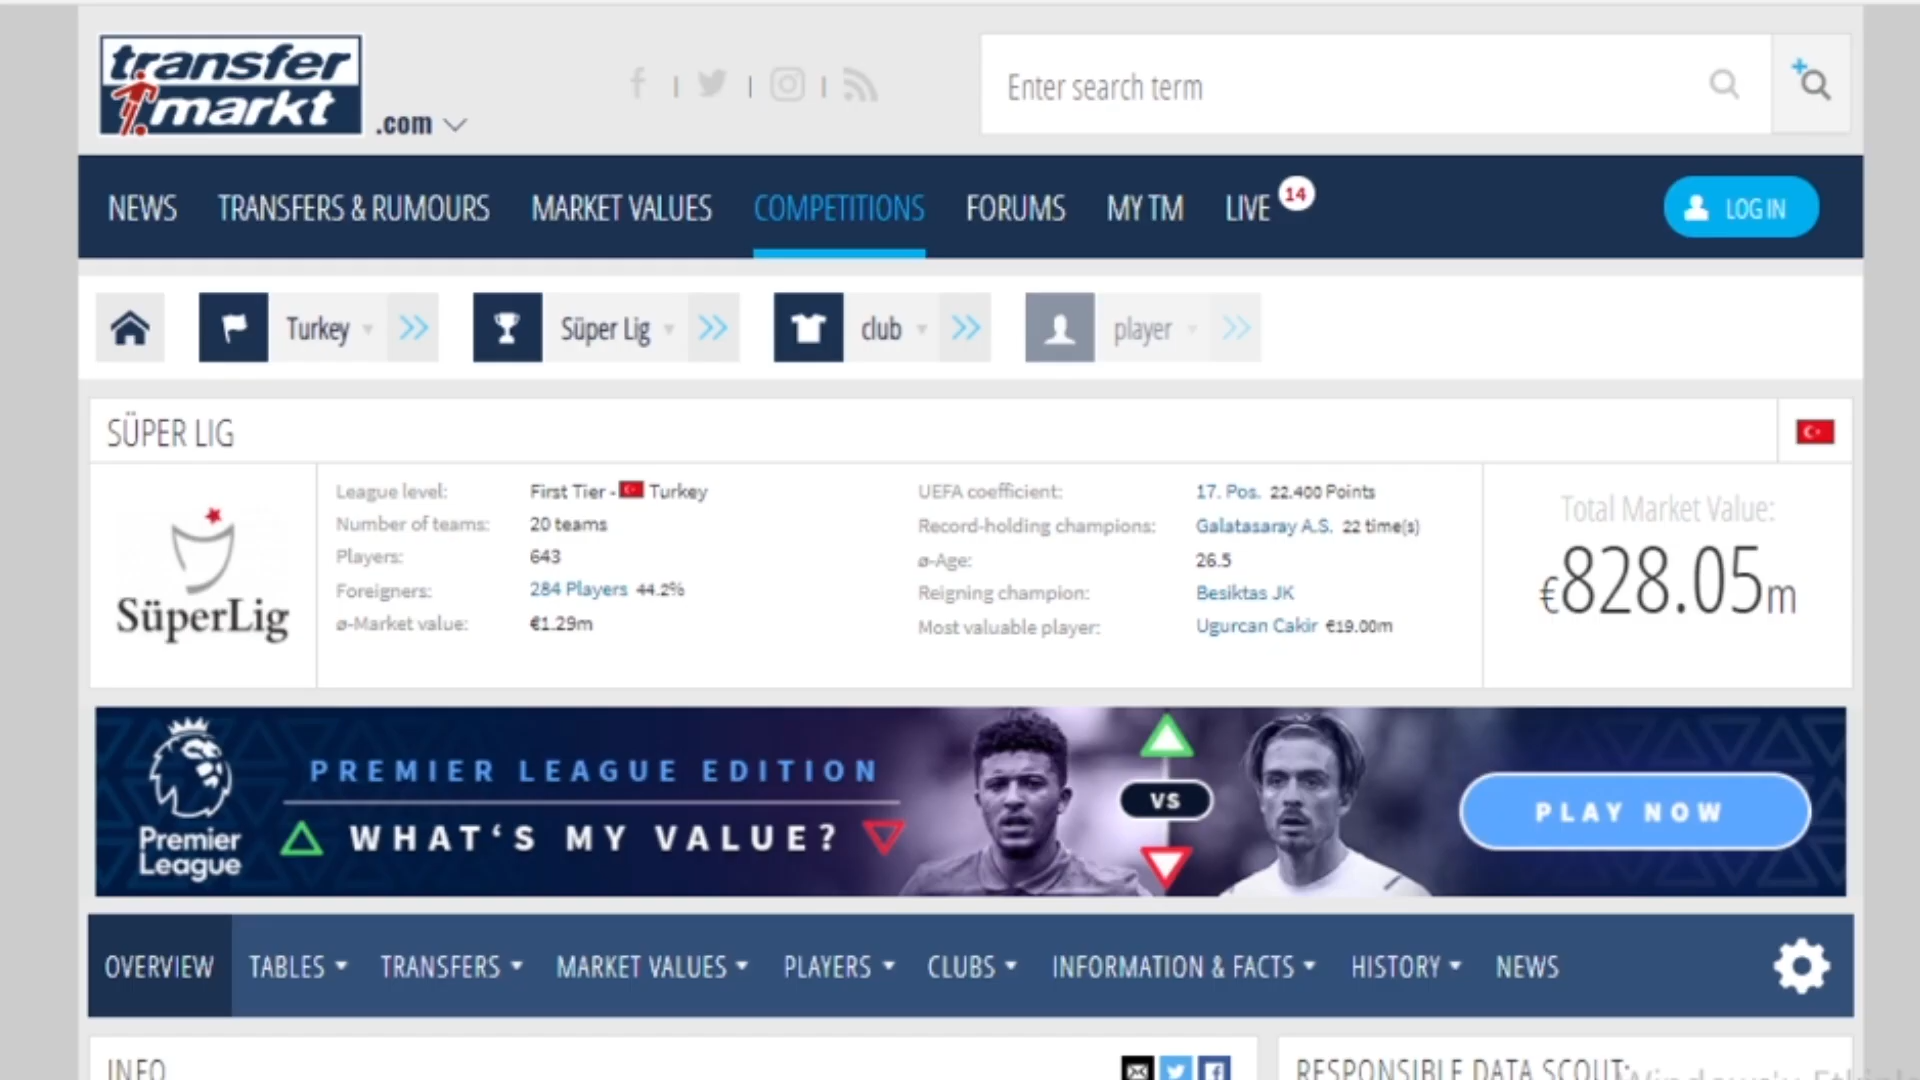 transfer
markt
.com
Enter search term
NEWS TRANSFERS & RUMOURS MARKET VALUES COMPETITIONS FORUMS MY TM LIVE 14 LOG IN
Turkey Süper Lig club player
SÜPER LIG
SüperLig
League level: First Tier - Turkey
Number of teams: 20 teams
Players: 643
Foreigners: 284 Players 44.2%
ø-Market value: €1.29m
UEFA coefficient: 17. Pos. 22.400 Points
Record-holding champions: Galatasaray A.S. 22 time(s)
ø-Age: 26.5
Reigning champion: Besiktas JK
Most valuable player: Ugurcan Cakir €19.00m
Total Market Value:
€828.05m
Premier
League
PREMIER LEAGUE EDITION
WHAT'S MY VALUE?
VS
PLAY NOW
OVERVIEW TABLES TRANSFERS MARKET VALUES PLAYERS CLUBS INFORMATION & FACTS HISTORY NEWS
INFO
RESPONSIBLE DATA SCOUT: